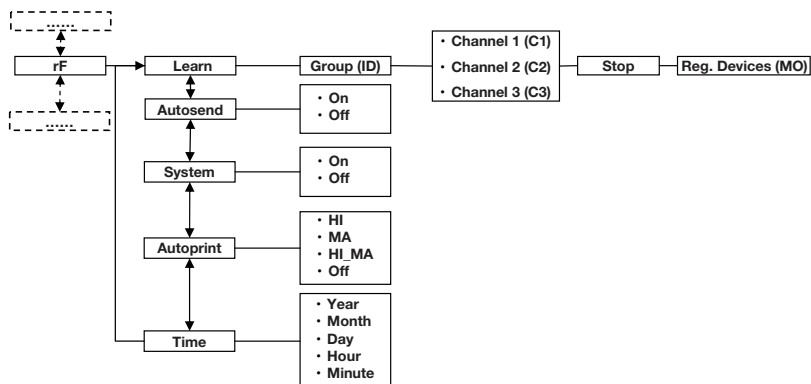 ......
rF
......
Learn
Group (ID)
· Channel 1 (C1)
· Channel 2 (C2)
· Channel 3 (C3)
Stop
Reg. Devices (MO)
Autosend
· On
· Off
System
· On
· Off
Autoprint
· HI
· MA
· HI_MA
· Off
Time
· Year
· Month
· Day
· Hour
· Minute